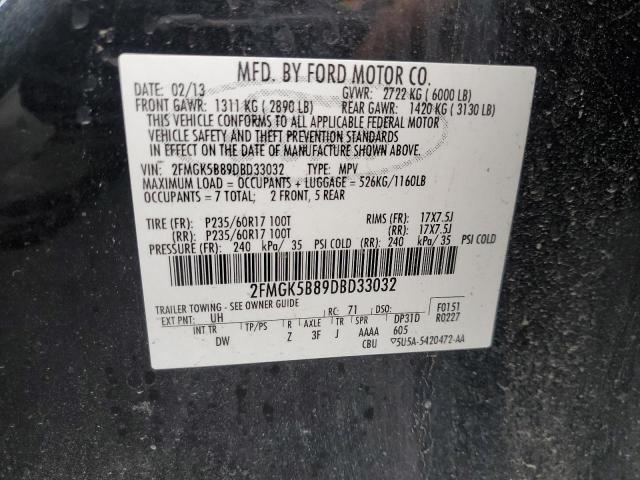 MFD. BY FORD MOTOR CO.
DATE: 02/13 GVWR: 2722 KG ( 6000 LB)
FRONT GAWR: 1311 KG ( 2890 LB) REAR GAWR: 1420 KG ( 3130 LB)
THIS VEHICLE CONFORMS TO ALL APPLICABLE FEDERAL MOTOR
VEHICLE SAFETY AND THEFT PREVENTION STANDARDS
IN EFFECT ON THE DATE OF MANUFACTURE SHOWN ABOVE.
VIN: 2FMGK5B89DBD33032 TYPE: MPV
MAXIMUM LOAD = OCCUPANTS + LUGGAGE = 526KG/1160LB
OCCUPANTS = 7 TOTAL; 2 FRONT, 5 REAR
TIRE (FR): P235/60R17 100T RIMS (FR): 17X7.5J
(RR): P235/60R17 100T (RR): 17X7.5J
PRESSURE (FR): 240 kPa/ 35 PSI COLD (RR): 240 kPa/ 35 PSI COLD
2FMGK5B89DBD33032
TRAILER TOWING - SEE OWNER GUIDE
EXT PNT: UH RC: 71 DSO: F0151
INT TR TP/PS R AXLE TR SPR DP31D R0227
DW Z 3F J AAAA 605
CBU 5U5A-5420472-AA